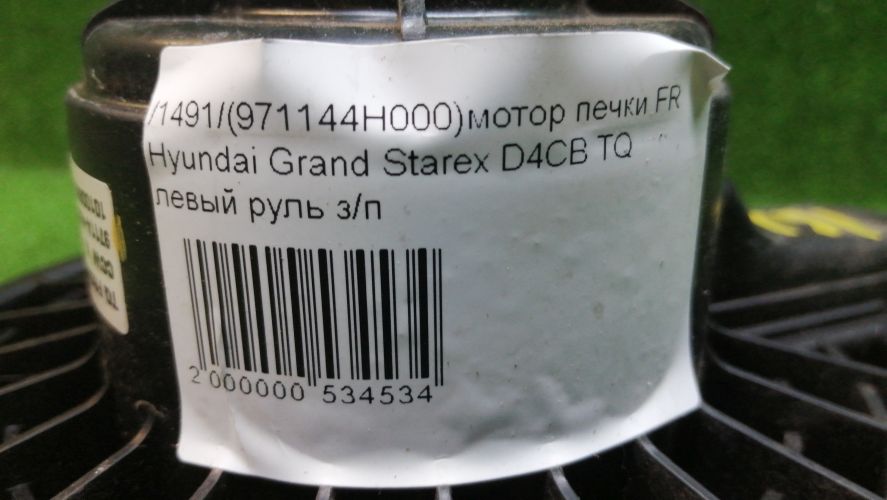 /1491/(971144H000)мотор печки FR
Hyundai Grand Starex D4CB TQ
левый руль з/п
2 000000 534534